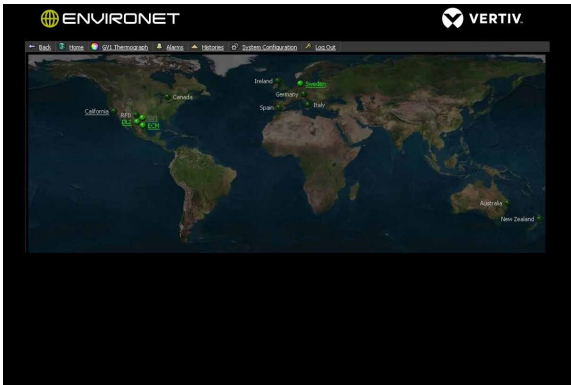 ENVIRONET
VERTIV.
Back Home GV1 Thermograph Alarms Histories System Configuration Log Out
Ireland
Sweden
Germany
Canada
Spain
Italy
California
RFD
ECM
Australia
New Zealand